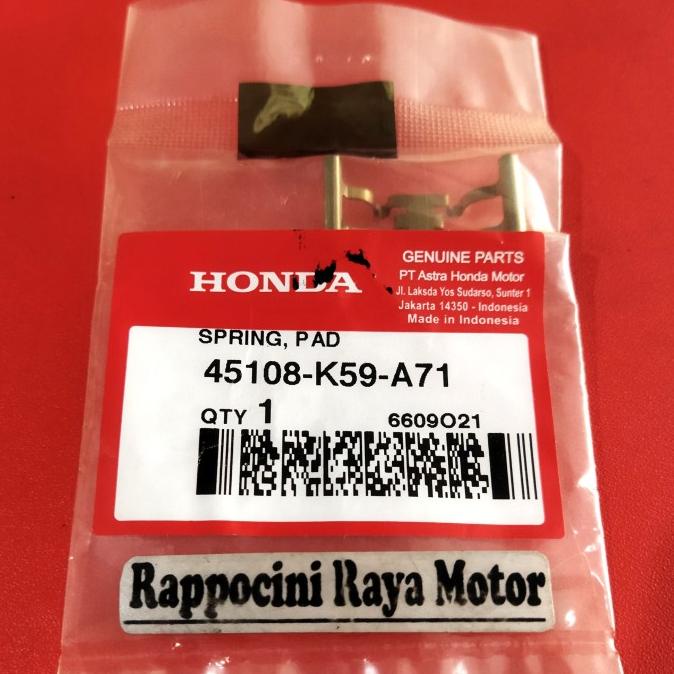 HONDA
GENUINE PARTS
PT Astra Honda Motor
Jl. Laksda Yos Sudarso, Sunter 1
Jakarta 14350 - Indonesia
Made in Indonesia
SPRING, PAD
45108-K59-A71
QTY 1
6609O21
Rappocini Raya Motor